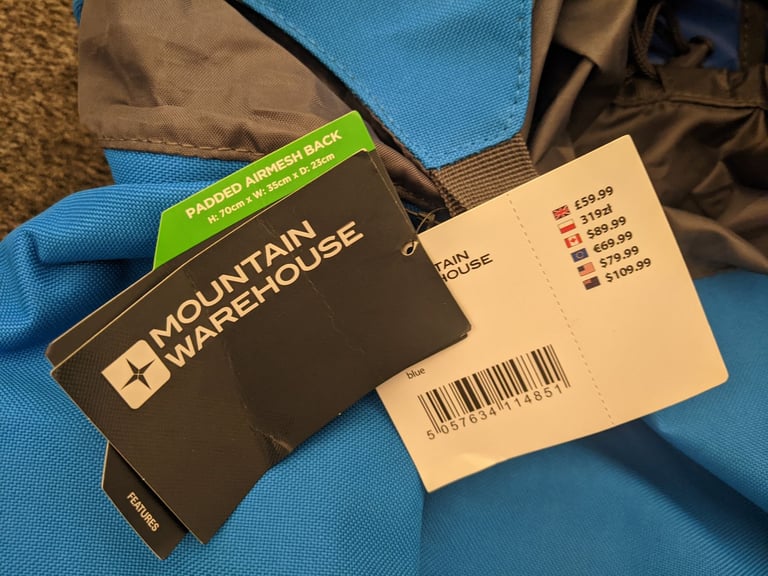 PADDED AIRMESH BACK
H: 70cm x W: 35cm x D: 23cm
MOUNTAIN
WAREHOUSE
FEATURES
TAIN
HOUSE
£59.99
319zł
$89.99
€69.99
$79.99
$109.99
blue
5 057634 114851